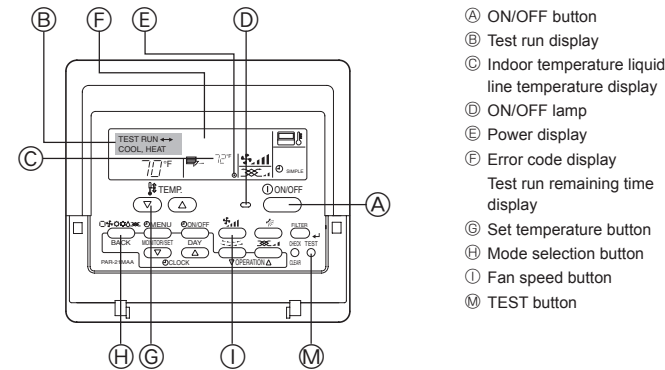 B
F
E
D
TEST RUN ↔
COOL, HEAT
C
70 °F
72 °F
SIMPLE
TEMP.
ON/OFF
A
MENU
ON/OFF
FILTER
BACK
MONITOR/SET
DAY
CHECK TEST
PAR-21MAA
CLOCK
▽ OPERATION △
CLEAR
H
G
I
M
Ⓐ ON/OFF button
Ⓑ Test run display
Ⓒ Indoor temperature liquid
line temperature display
Ⓓ ON/OFF lamp
Ⓔ Power display
Ⓕ Error code display
Test run remaining time
display
Ⓖ Set temperature button
Ⓗ Mode selection button
Ⓘ Fan speed button
Ⓜ TEST button